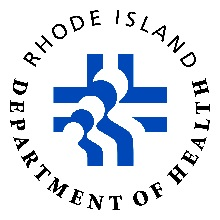 RHODE ISLAND
DEPARTMENT OF HEALTH